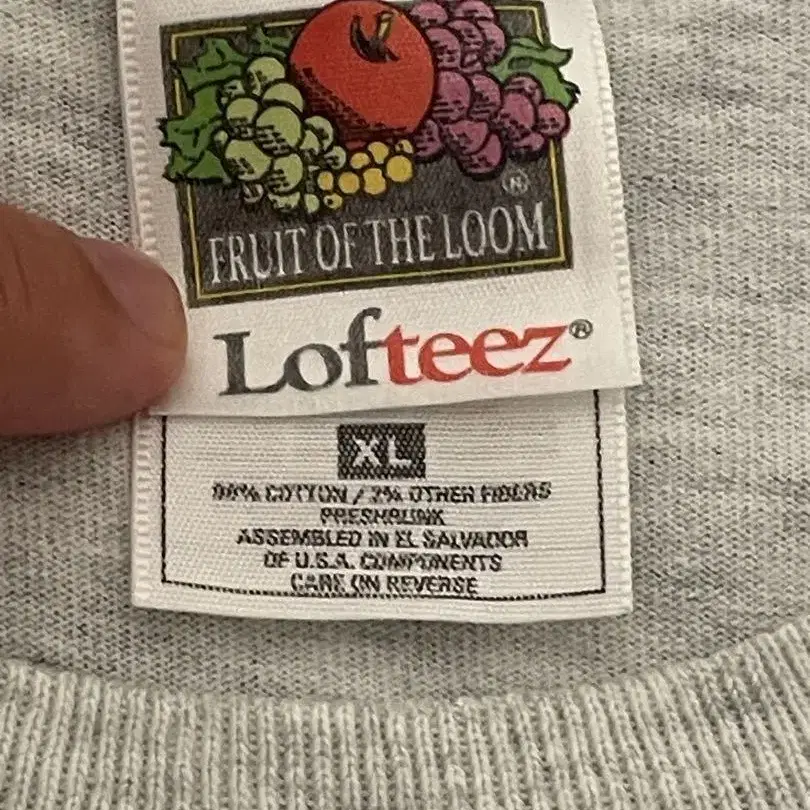 ®
FRUIT OF THE LOOM
Lofteez®
XL
98% COTTON / 2% OTHER FIBERS
PRESHRUNK
ASSEMBLED IN EL SALVADOR
OF U.S.A. COMPONENTS
CARE ON REVERSE